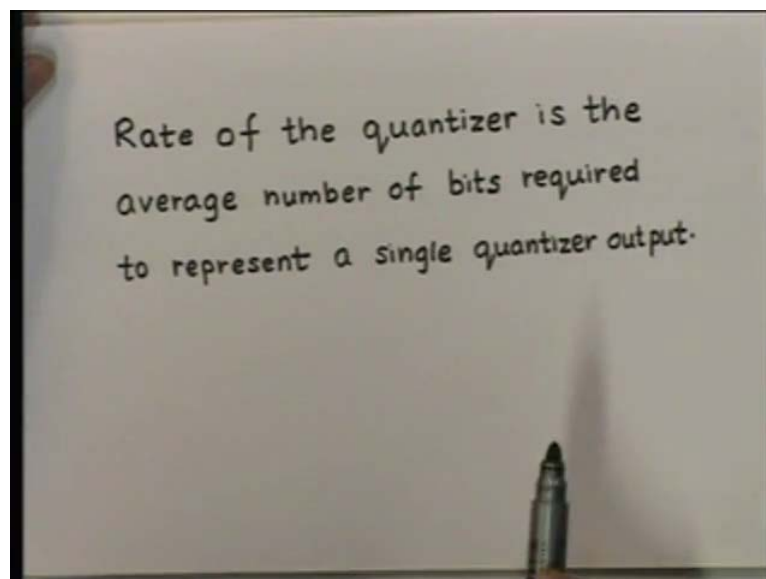 Rate of the quantizer is the
average number of bits required
to represent a single quantizer output.